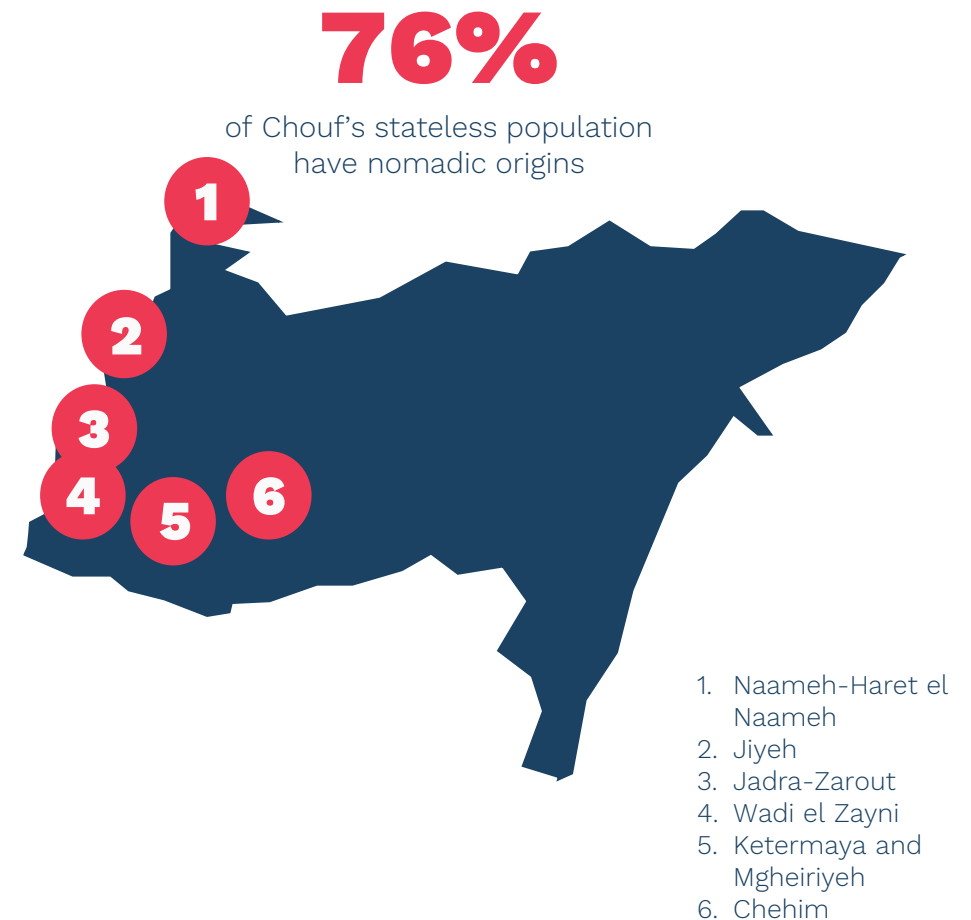 76%
of Chouf’s stateless population
have nomadic origins
1
2
3
4
5
6
1. Naameh-Haret el
Naameh
2. Jiyeh
3. Jadra-Zarout
4. Wadi el Zayni
5. Ketermaya and
Mgheiriyeh
6. Chehim